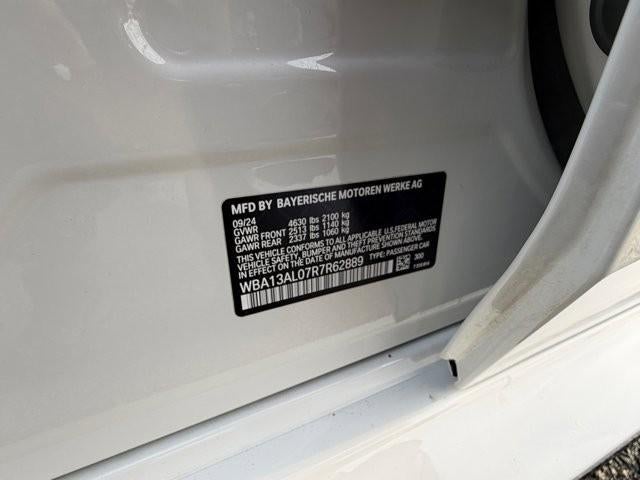 MFD BY BAYERISCHE MOTOREN WERKE AG
09/24
GVWR 4630 lbs 2100 kg
GAWR FRONT 2513 lbs 1140 kg
GAWR REAR 2337 lbs 1060 kg
THIS VEHICLE CONFORMS TO ALL APPLICABLE U.S. FEDERAL MOTOR
VEHICLE SAFETY, BUMPER, AND THEFT PREVENTION STANDARDS
IN EFFECT ON THE DATE OF MANUFACTURE SHOWN ABOVE.
WBA13AL07R7R62889 TYPE: PASSENGER CAR
300